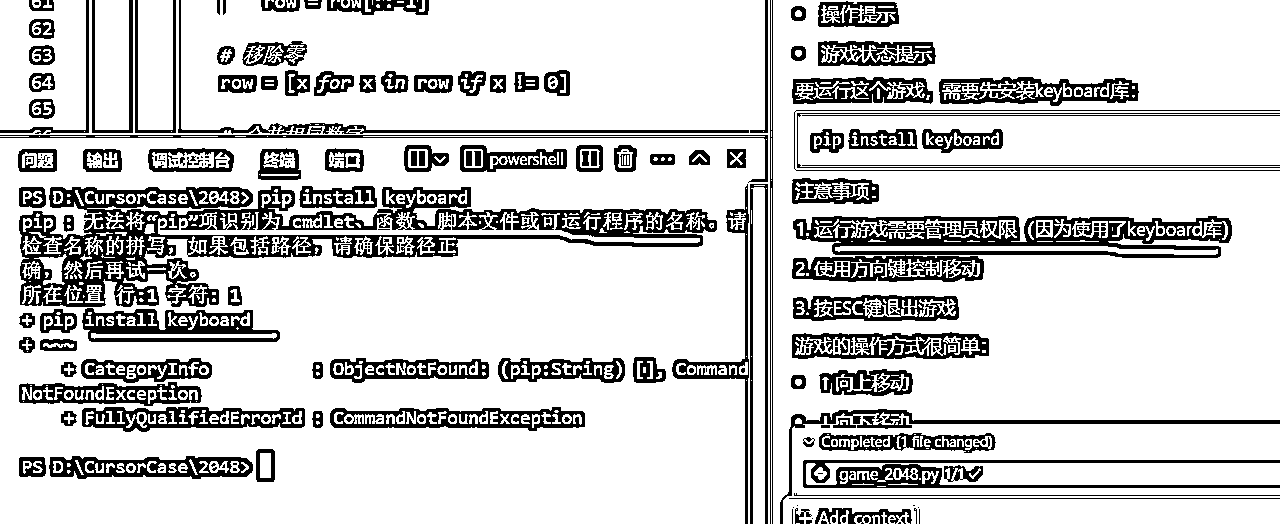 61 row = row[::-1]
62
63 # 移除零
64 row = [x for x in row if x != 0]
65
问题 输出 调试控制台 终端 端口 powershell
PS D:\CursorCase\2048> pip install keyboard
pip : 无法将“pip”项识别为 cmdlet、函数、脚本文件或可运行程序的名称。请
检查名称的拼写，如果包括路径，请确保路径正
确，然后再试一次。
所在位置 行:1 字符: 1
+ pip install keyboard
+ ~~~
+ CategoryInfo : ObjectNotFound: (pip:String) [], Command
NotFoundException
+ FullyQualifiedErrorId : CommandNotFoundException
PS D:\CursorCase\2048>
操作提示
游戏状态提示
要运行这个游戏，需要先安装keyboard库:
pip install keyboard
注意事项:
1. 运行游戏需要管理员权限（因为使用了keyboard库）
2. 使用方向键控制移动
3. 按ESC键退出游戏
游戏的操作方式很简单:
↑ 向上移动
↓ 向下移动
Completed (1 file changed)
game_2048.py 1/1 ✓
+ Add context